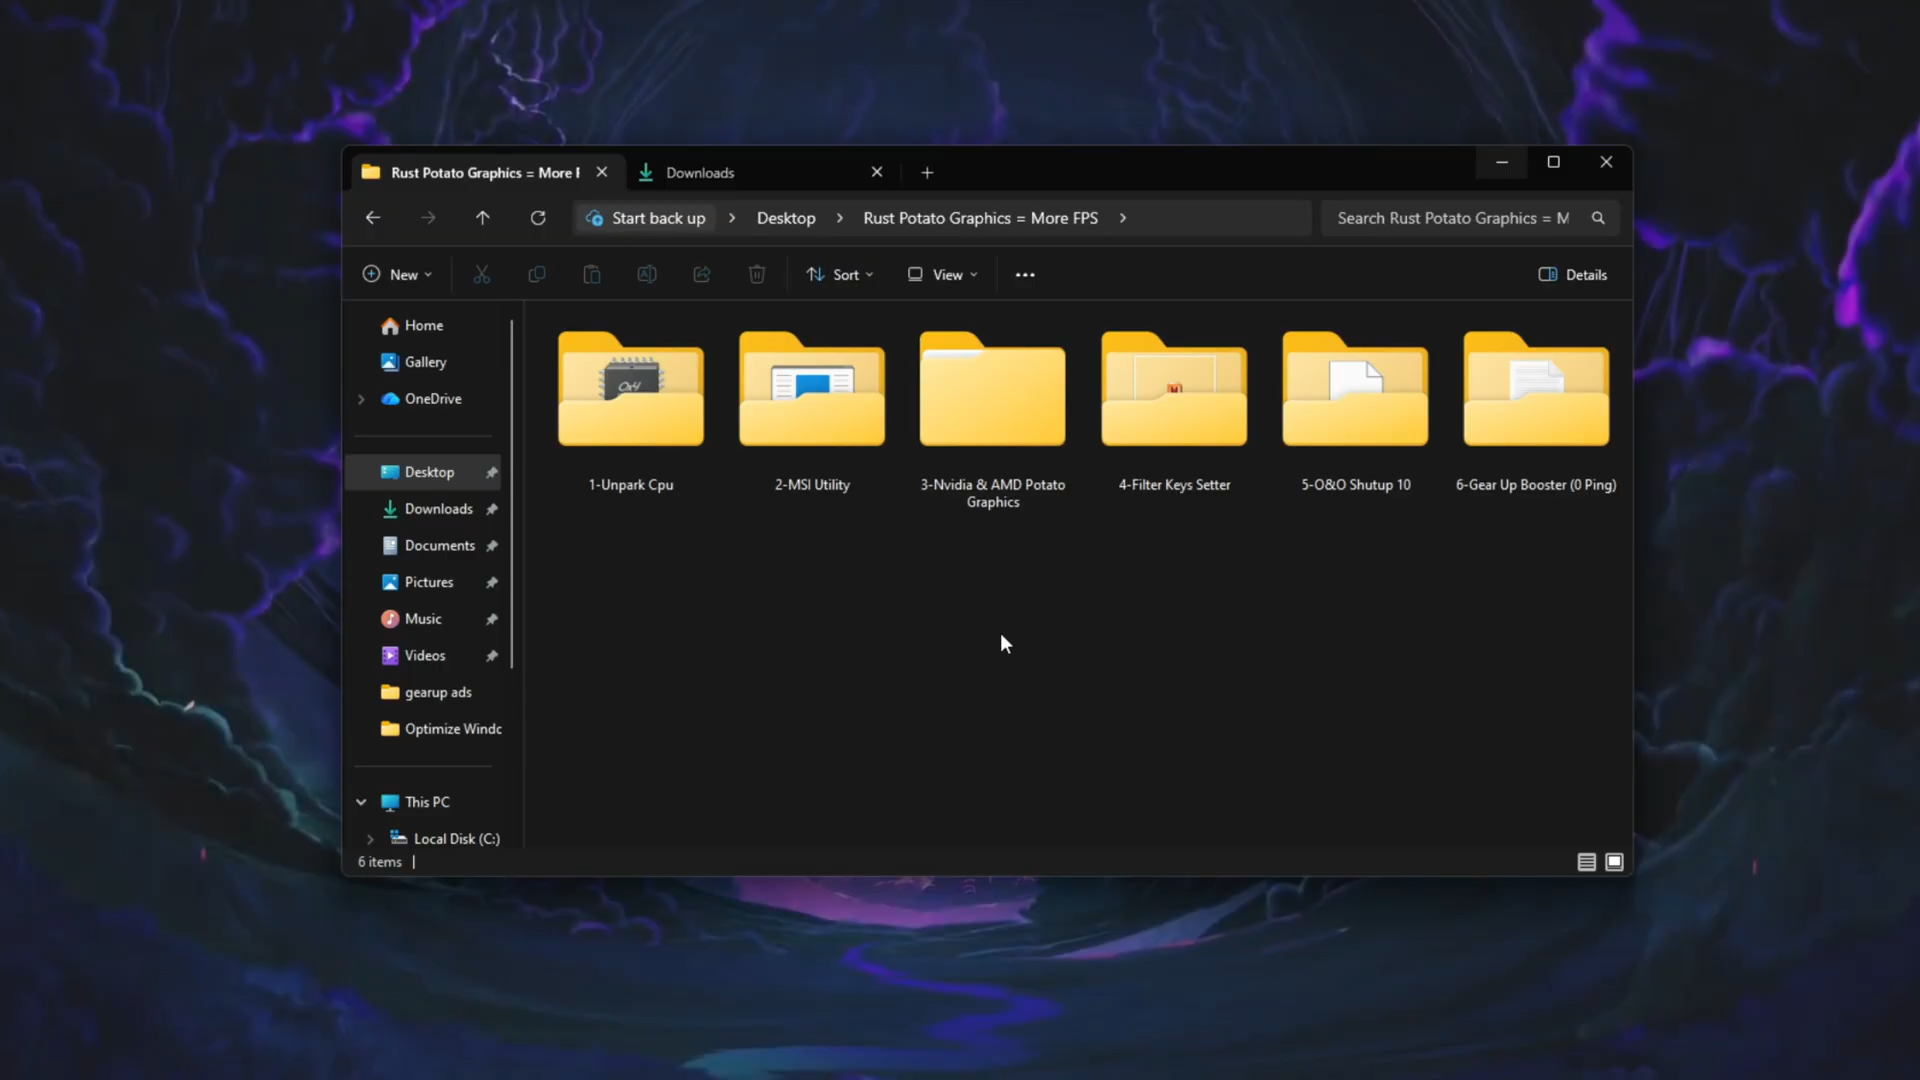 Rust Potato Graphics = More F
Downloads
Start back up
Desktop
Rust Potato Graphics = More FPS
Search Rust Potato Graphics = M
New
Sort
View
Details
Home
Gallery
OneDrive
Desktop
Downloads
Documents
Pictures
Music
Videos
gearup ads
Optimize Windc
This PC
Local Disk (C:)
1-Unpark Cpu
2-MSI Utility
3-Nvidia & AMD Potato
Graphics
4-Filter Keys Setter
5-O&O Shutup 10
6-Gear Up Booster (0 Ping)
6 items